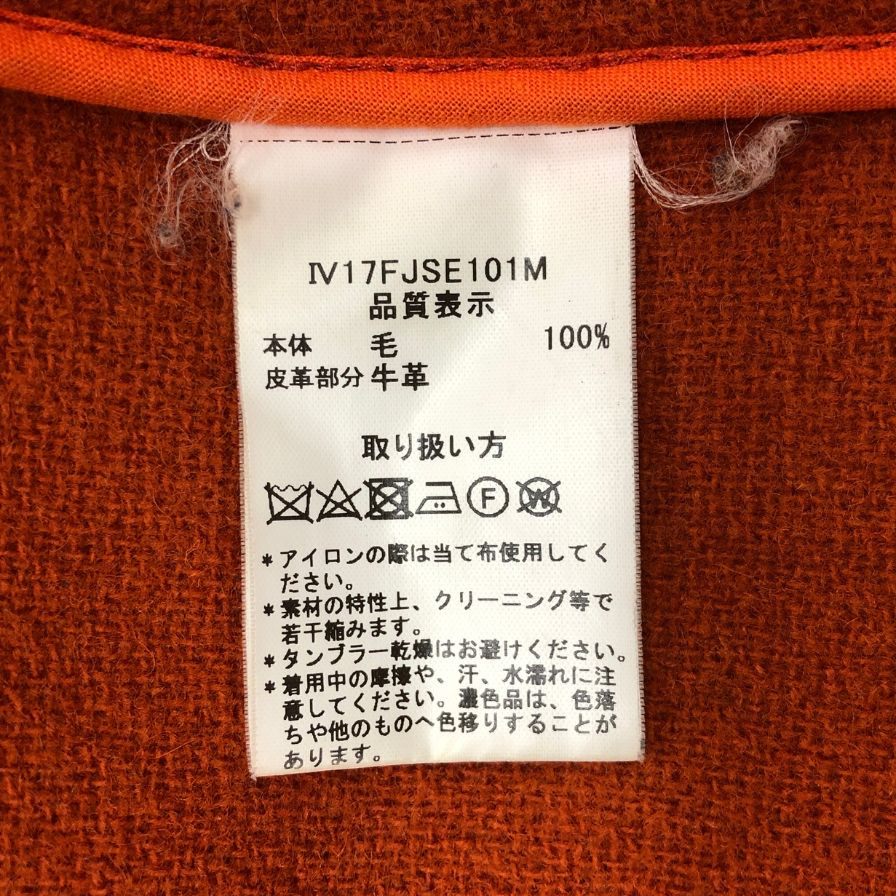 Ⅳ17FJSE101M
品質表示
本体 毛 100%
皮革部分 牛革
取り扱い方
F W
*アイロンの際は当て布使用してく
ださい。
*素材の特性上、クリーニング等で
若干縮みます。
*タンブラー乾燥はお避けください。
*着用中の摩擦や、汗、水濡れに注
意してください。濃色品は、色落
ちや他のものへ色移りすることが
あります。